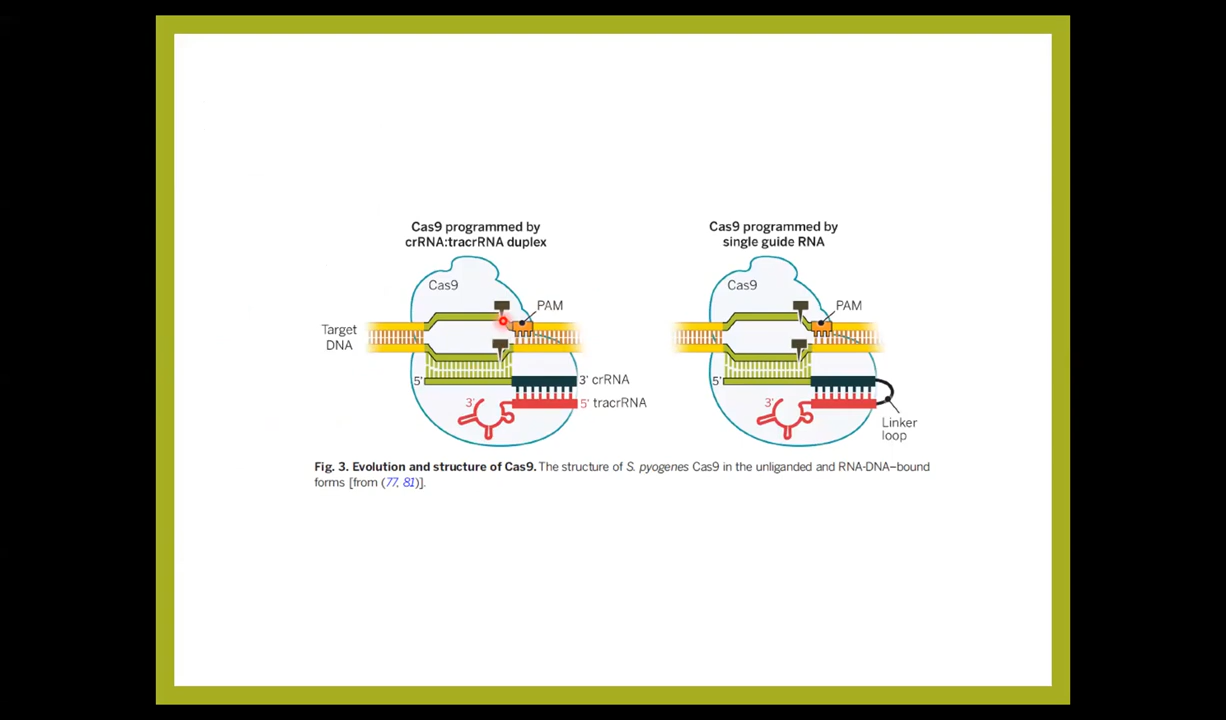 Cas9 programmed by
crRNA:tracrRNA duplex
Cas9
PAM
Target
DNA
5'
3' crRNA
3'
5' tracrRNA
Cas9 programmed by
single guide RNA
Cas9
PAM
5'
3'
Linker
loop
Fig. 3. Evolution and structure of Cas9. The structure of S. pyogenes Cas9 in the unliganded and RNA-DNA–bound
forms [from (77, 81)].